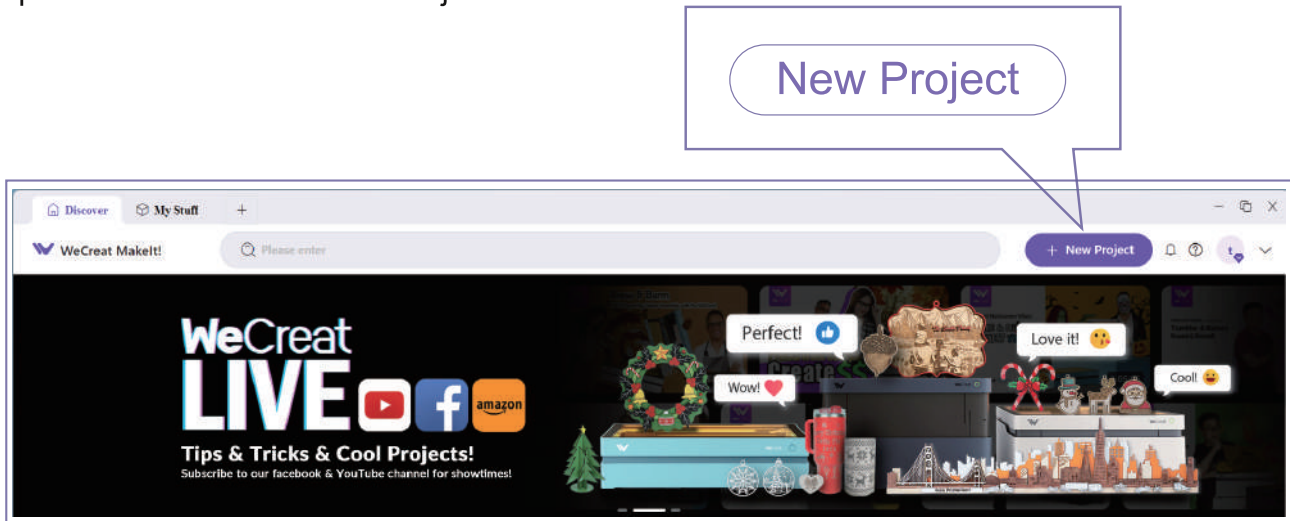 New Project
Discover
My Stuff
+
WeCreat MakeIt!
Please enter
+ New Project
t
WeCreat
LIVE
amazon
Tips & Tricks & Cool Projects!
Subscribe to our facebook & YouTube channel for showtimes!
Perfect!
Wow!
Love it!
Cool!